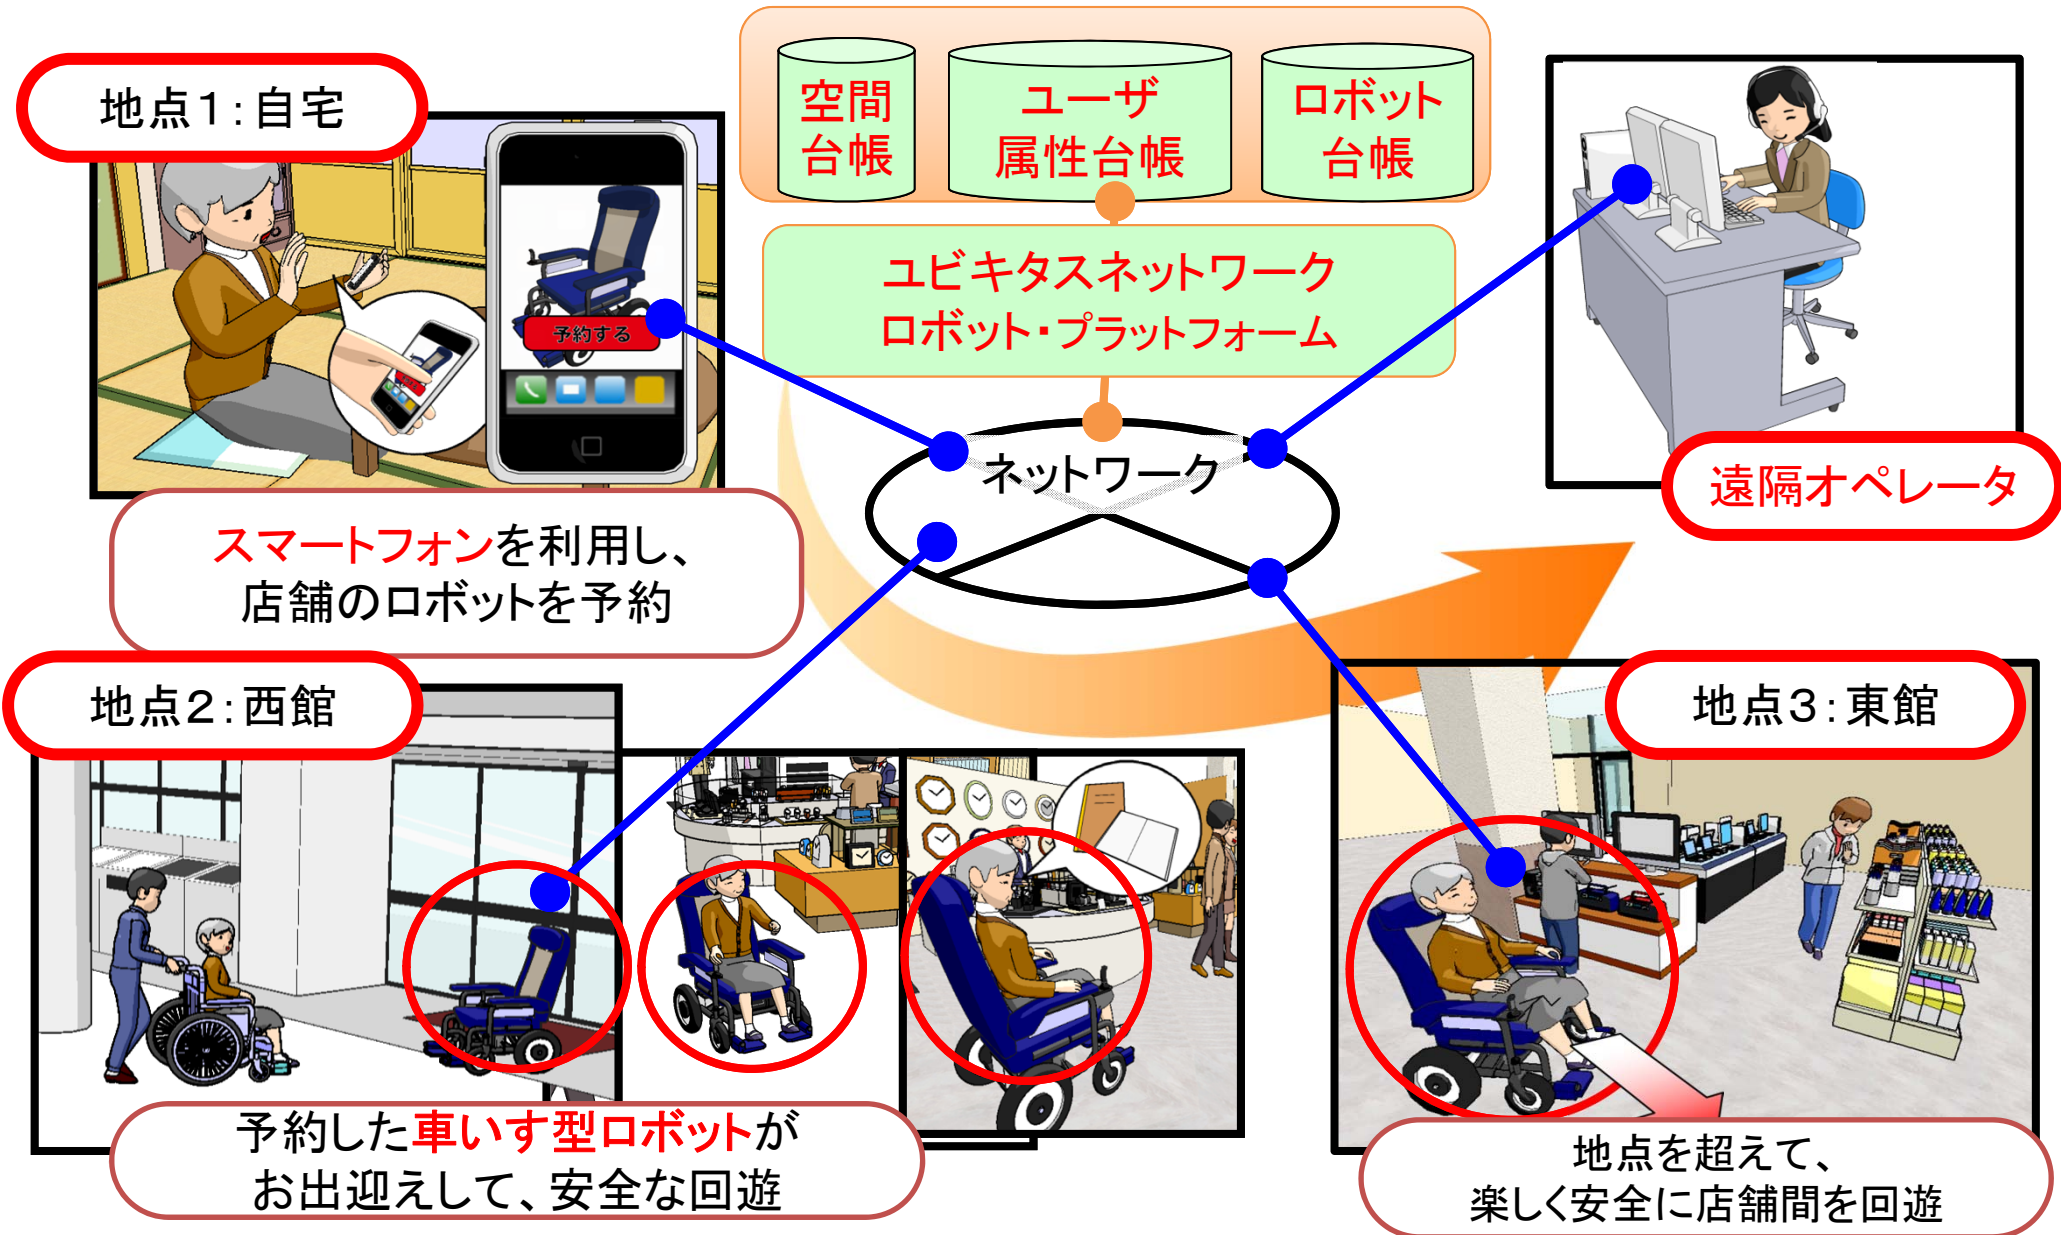 地点1:自宅
空間
台帳
ユーザ
属性台帳
ロボット
台帳
ユビキタスネットワーク
ロボット・プラットフォーム
予約する
ネットワーク
遠隔オペレータ
スマートフォンを利用し、
店舗のロボットを予約
地点2:西館
地点3:東館
予約した車いす型ロボットが
お出迎えして、安全な回遊
地点を超えて、
楽しく安全に店舗間を回遊